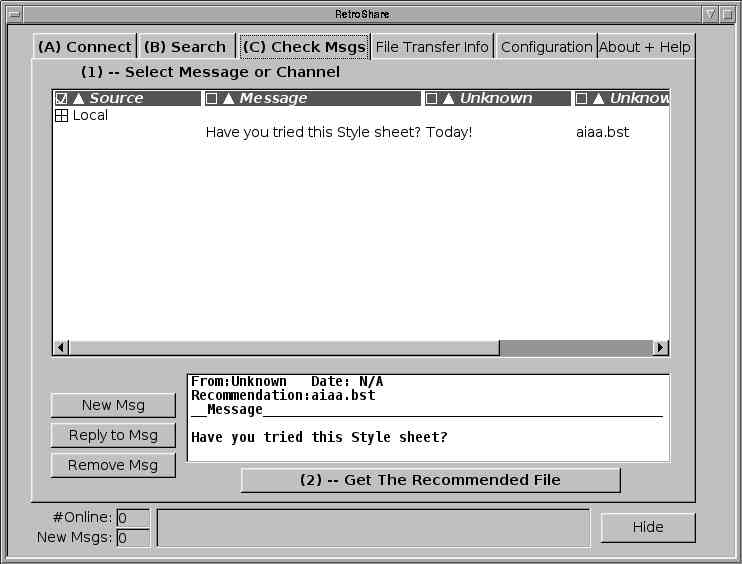 RetroShare
(A) Connect (B) Search (C) Check Msgs File Transfer Info Configuration About + Help
(1) -- Select Message or Channel
Source Message Unknown Unknow
Local
Have you tried this Style sheet? Today! aiaa.bst
From:Unknown Date: N/A
Recommendation:aiaa.bst
__Message____________________________________________________
Have you tried this Style sheet?
New Msg
Reply to Msg
Remove Msg
(2) -- Get The Recommended File
#Online: 0
New Msgs: 0
Hide